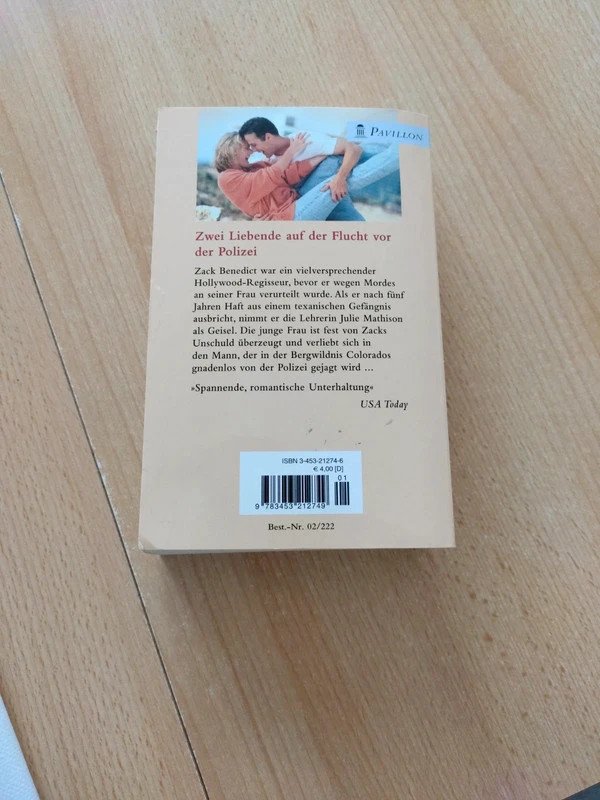 PAVILLON
Zwei Liebende auf der Flucht vor
der Polizei
Zack Benedict war ein vielversprechender
Hollywood-Regisseur, bevor er wegen Mordes
an seiner Frau verurteilt wurde. Als er nach fünf
Jahren Haft aus einem texanischen Gefängnis
ausbricht, nimmt er die Lehrerin Julie Mathison
als Geisel. Die junge Frau ist fest von Zacks
Unschuld überzeugt und verliebt sich in
den Mann, der in der Bergwildnis Colorados
gnadenlos von der Polizei gejagt wird ...
»Spannende, romantische Unterhaltung«
USA Today
ISBN 3-453-21274-6
€ 4,00 [D]
01
9 783453 212749
Best.-Nr. 02/222